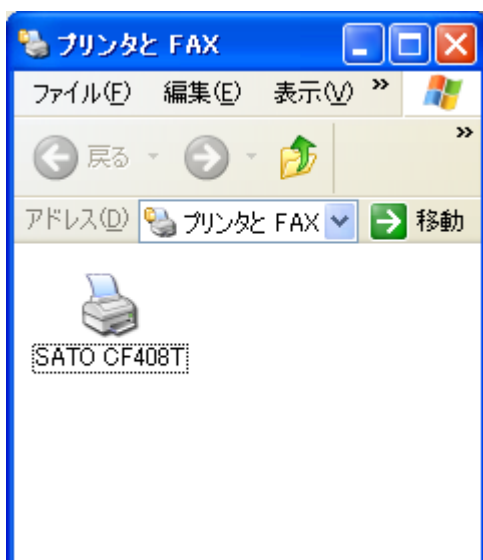 プリンタと FAX
ファイル(F) 編集(E) 表示(V) »
戻る »
アドレス(D) プリンタと FAX 移動
SATO CF408T